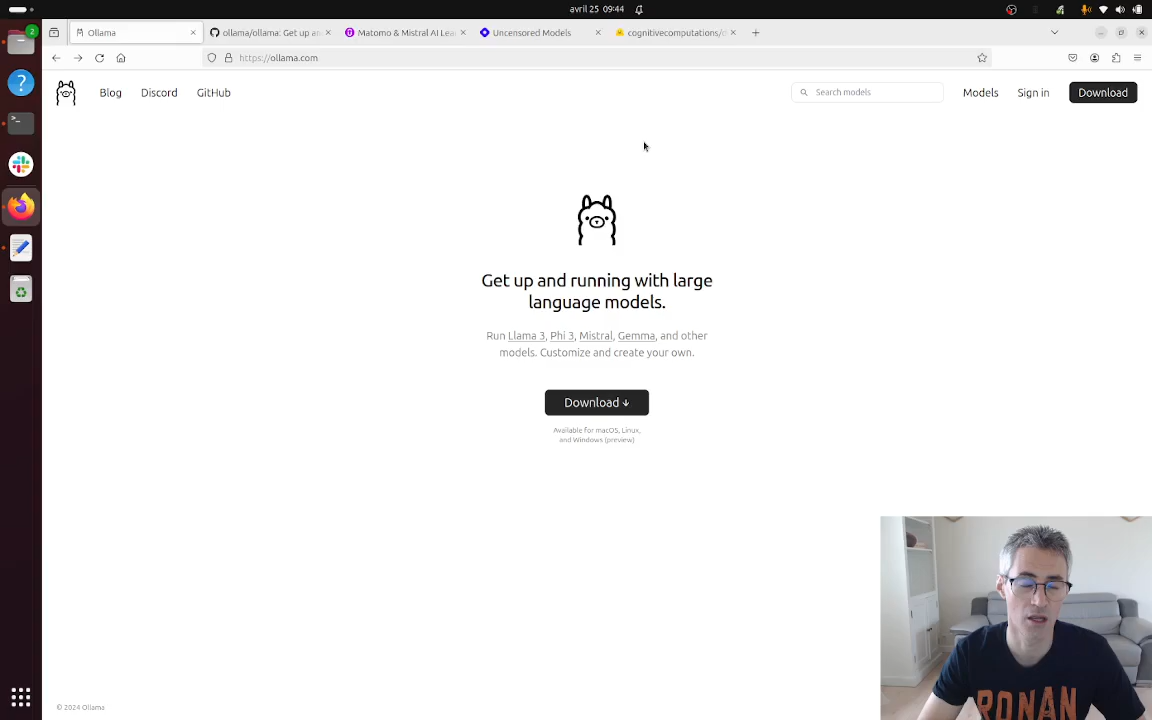 avril 25 09:44
2
Ollama
ollama/ollama: Get up an
Matomo & Mistral AI Lea
Uncensored Models
cognitivecomputations/d
https://ollama.com
Blog
Discord
GitHub
Search models
Models
Sign in
Download
Get up and running with large
language models.
Run Llama 3, Phi 3, Mistral, Gemma, and other
models. Customize and create your own.
Download ↓
Available for macOS, Linux,
and Windows (preview)
RONAN
© 2024 Ollama